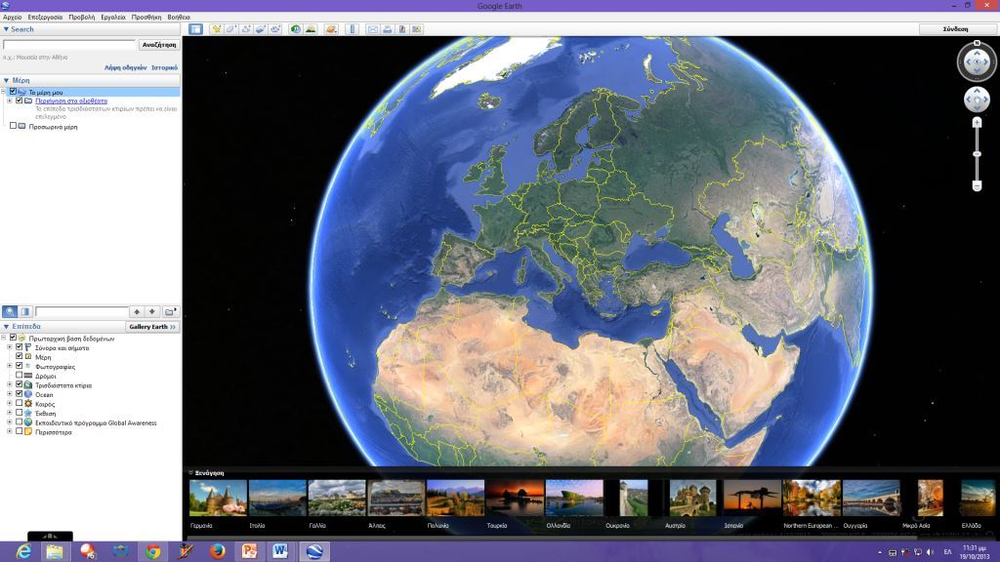 Google Earth
Αρχείο Επεξεργασία Προβολή Εργαλεία Προσθήκη Βοήθεια
Search
Αναζήτηση
π.χ.: Μουσεία στην Αθήνα
Λήψη οδηγιών Ιστορικό
Μέρη
Τα μέρη μου
Περιήγηση στα αξιοθέατα
Το επίπεδο τρισδιάστατων κτιρίων πρέπει να είναι
επιλεγμένο
Προσωρινά μέρη
Επίπεδα
Gallery Earth »
Πρωταρχική βάση δεδομένων
Σύνορα και σήματα
Μέρη
Φωτογραφίες
Δρόμοι
Τρισδιάστατα κτίρια
Ocean
Καιρός
Έκθεση
Εκπαιδευτικό πρόγραμμα Global Awareness
Περισσότερα
Σύνδεση
N
Ξενάγηση
Γερμανία Ιταλία Γαλλία Άλπεις Πολωνία Τουρκία Ολλανδία Ουκρανία Αυστρία Ισπανία Northern European ... Ουγγαρία Μικρά Ασία Ελλάδα
ΕΛ
11:31 μμ
19/10/2013